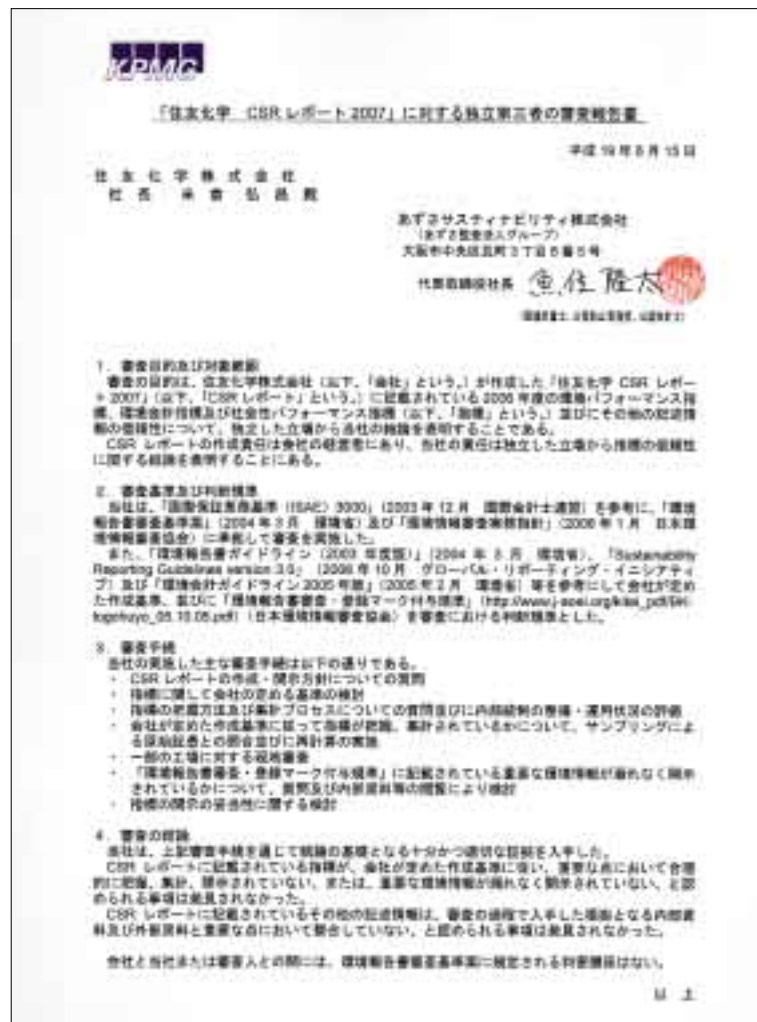 KPMG
「住友化学 CSR レポート 2007」に対する独立第三者の審査報告書
平成 19 年 8 月 15 日
住 友 化 学 株 式 会 社
社 長 米 倉 弘 昌 殿
あずさサスティナビリティ株式会社
(あずさ監査法人グループ)
大阪市中央区瓦町3丁目6番5号
代表取締役社長 魚住隆太
1. 審査目的及び対象範囲
審査の目的は、住友化学株式会社(以下、「会社」という。)が作成した「住友化学 CSR レポー
ト 2007」(以下、「CSR レポート」という。)に記載されている 2006 年度の環境パフォーマンス指
標、環境会計指標及び社会性パフォーマンス指標(以下、「指標」という。)並びにその他の記述情
報の信頼性について、独立した立場から当社の結論を表明することである。
CSR レポートの作成責任は会社の経営者にあり、当社の責任は独立した立場から指標の信頼性
に関する結論を表明することにある。
2. 審査基準及び判断規準
当社は、「国際保証業務基準(ISAE)3000」(2003 年 12 月 国際会計士連盟)を参考に、「環境
報告書審査基準案」(2004 年 3 月 環境省)及び「環境情報審査実務指針」(2006 年 1 月 日本環
境情報審査協会)に準拠して審査を実施した。
また、「環境報告書ガイドライン(2003 年度版)」(2004 年 3 月 環境省)、「Sustainability
Reporting Guidelines version 3.0」(2006 年 10 月 グローバル・リポーティング・イニシアティ
ブ)及び「環境会計ガイドライン 2005 年版」(2005 年 2 月 環境省)等を参考にして会社が定め
た作成基準、並びに「環境報告書審査・登録マーク付与規準」
(日本環境情報審査協会)を審査における判断規準とした。
3. 審査手続
当社の実施した主な審査手続は以下の通りである。
・ CSR レポートの作成・開示方針についての質問
・ 指標に関して会社の定める基準の検討
・ 指標の把握方法及び集計プロセスについての質問並びに内部統制の整備・運用状況の評価
・ 会社が定めた作成基準に従って指標が把握、集計されているかについて、サンプリングによ
る原始証憑との照合並びに再計算の実施
・ 一部の工場に対する現地審査
・ 「環境報告書審査・登録マーク付与規準」に記載されている重要な環境情報が漏れなく開示
されているかについて、質問及び内部資料等の閲覧により検討
・ 指標の開示の妥当性に関する検討
4. 審査の結論
当社は、上記審査手続を通じて結論の基礎となる十分かつ適切な証拠を入手した。
CSR レポートに記載されている指標が、会社が定めた作成基準に従い、重要な点において合理
的に把握、集計、開示されていない、または、重要な環境情報が漏れなく開示されていない、と認
められる事項は発見されなかった。
CSR レポートに記載されているその他の記述情報は、審査の過程で入手した根拠となる内部資
料及び外部資料と重要な点において整合していない、と認められる事項は発見されなかった。
会社と当社または審査人との間には、環境報告書審査基準案に規定される利害関係はない。
以 上